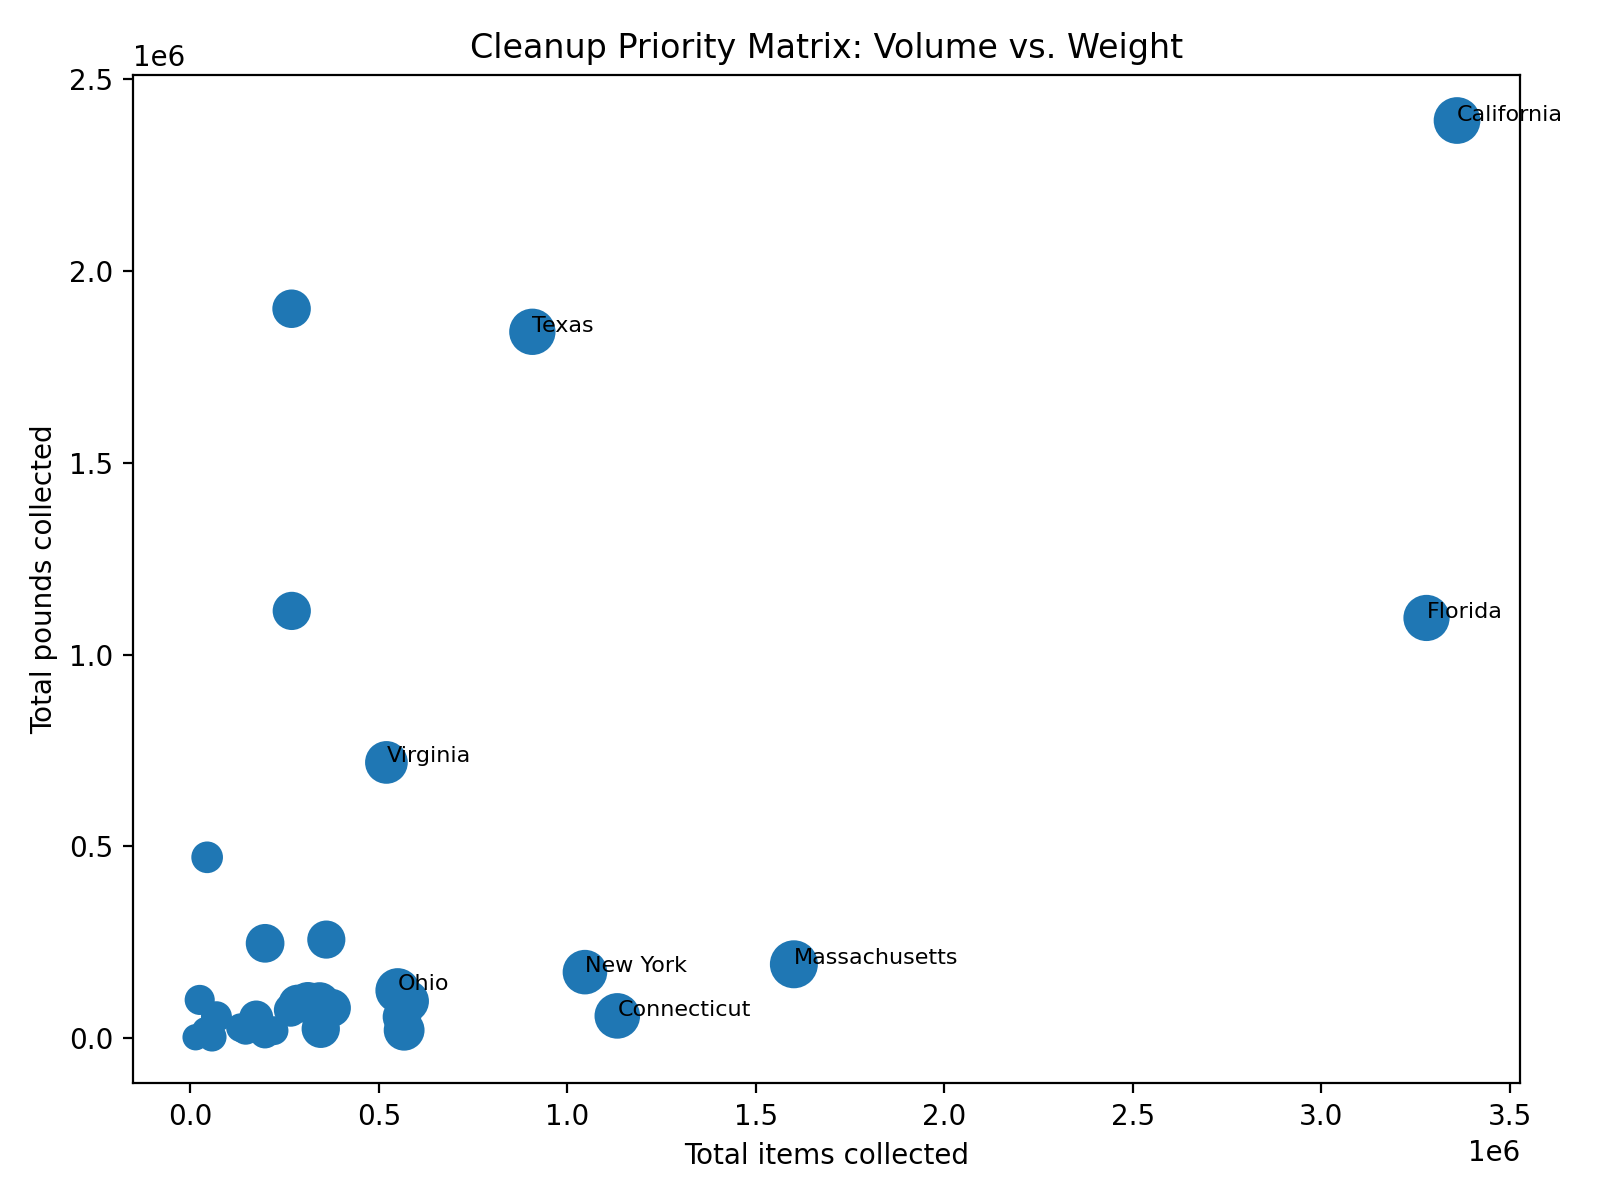 Cleanup Priority Matrix: Volume vs. Weight
1e6
2.5
2.0
1.5
1.0
0.5
0.0
Total pounds collected
California
Texas
Florida
Virginia
Massachusetts
New York
Ohio
Connecticut
0.0 0.5 1.0 1.5 2.0 2.5 3.0 3.5
Total items collected
1e6